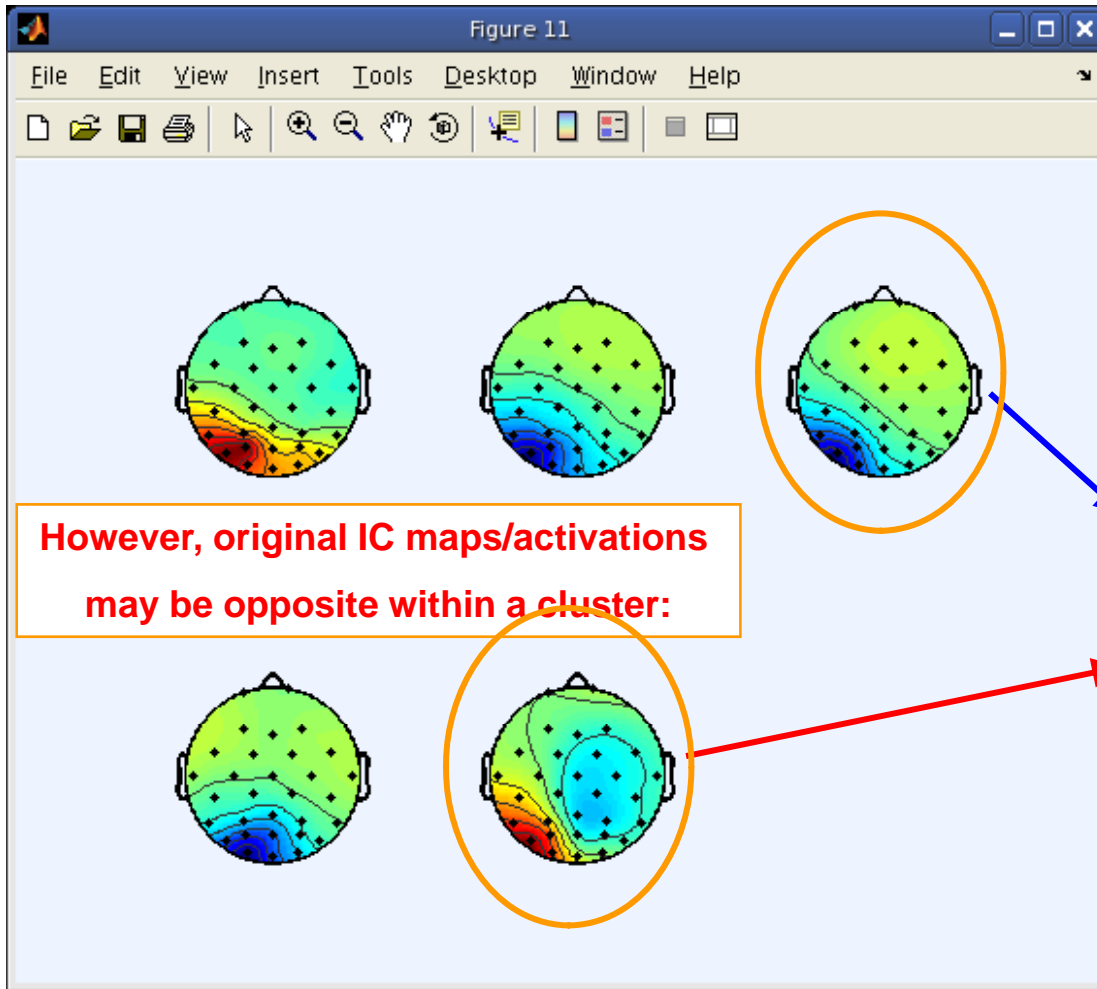 Figure 11
File Edit View Insert Tools Desktop Window Help
However, original IC maps/activations
may be opposite within a cluster: